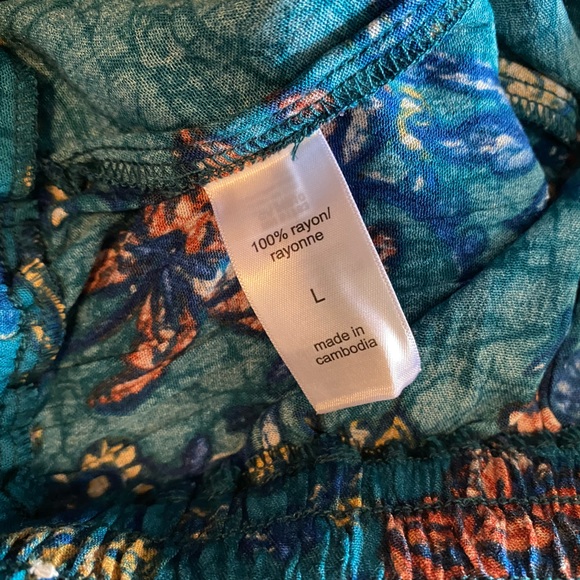 100% rayon/
rayonne
L
made in
cambodia